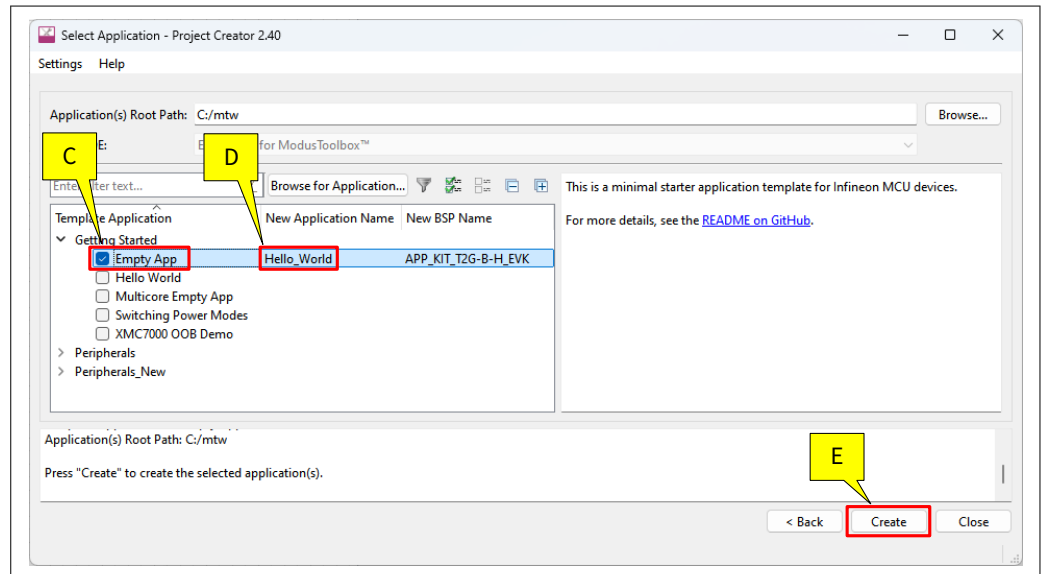 Select Application - Project Creator 2.40
Settings Help
Application(s) Root Path: C:/mtw
Browse...
C
E:
D
for ModusToolbox™
Browse for Application...
This is a minimal starter application template for Infineon MCU devices.
Template Application New Application Name New BSP Name
For more details, see the README on GitHub.
Getting Started
Empty App Hello_World APP_KIT_T2G-B-H_EVK
Hello World
Multicore Empty App
Switching Power Modes
XMC7000 OOB Demo
Peripherals
Peripherals_New
Application(s) Root Path: C:/mtw
Press "Create" to create the selected application(s).
E
< Back Create Close